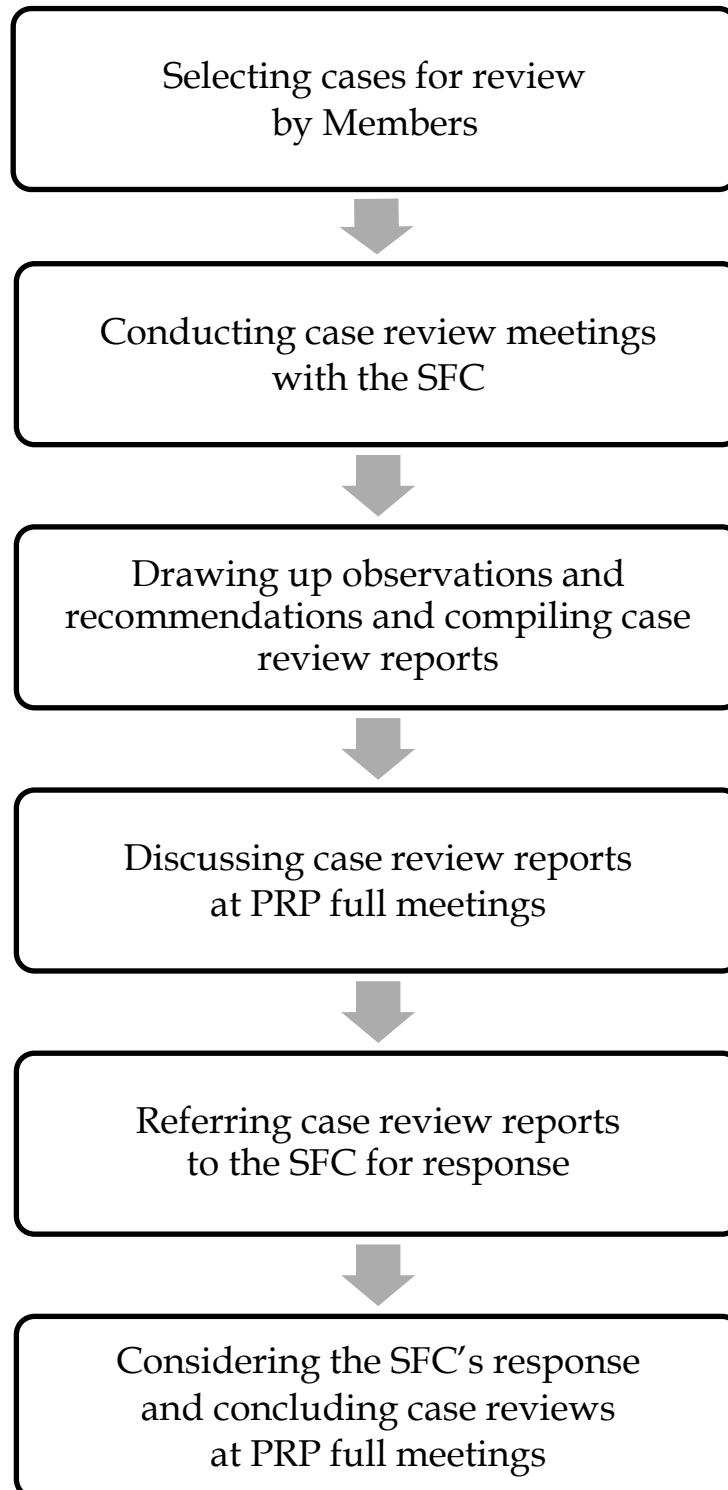 Selecting cases for review
by Members
Conducting case review meetings
with the SFC
Drawing up observations and
recommendations and compiling case
review reports
Discussing case review reports
at PRP full meetings
Referring case review reports
to the SFC for response
Considering the SFC’s response
and concluding case reviews
at PRP full meetings